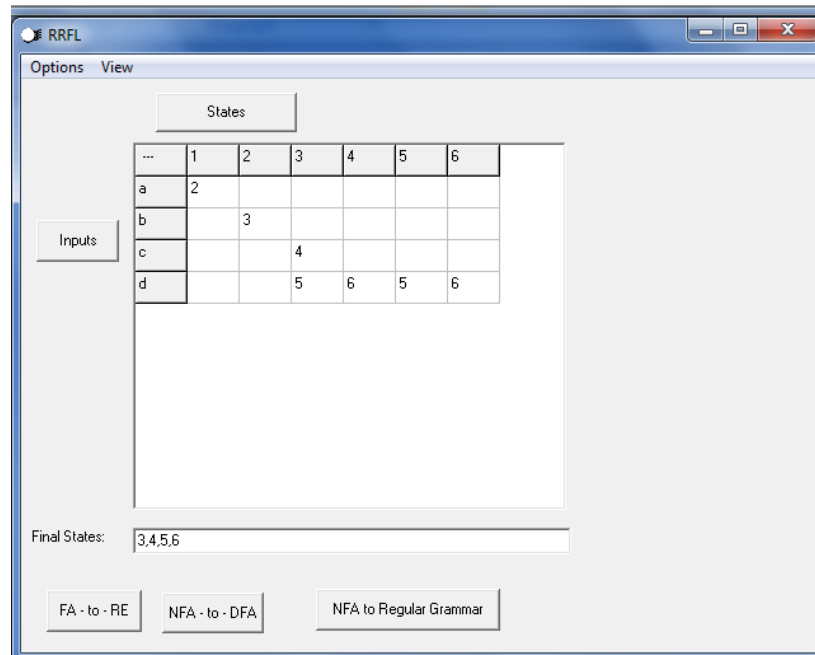 RRFL
Options View
States
--- 1 2 3 4 5 6
a 2
b 3
Inputs
c 4
d 5 6 5 6
Final States: 3,4,5,6
FA - to - RE NFA - to - DFA NFA to Regular Grammar